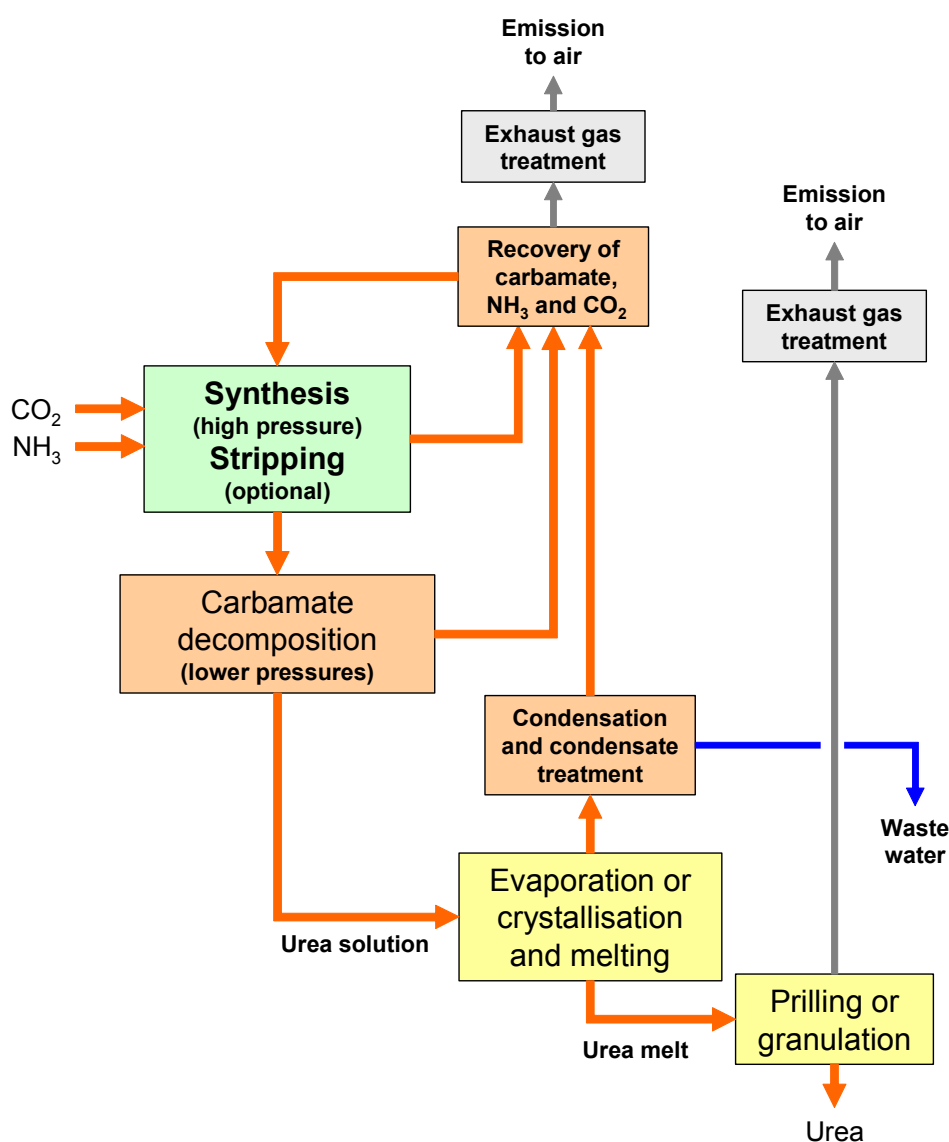 Emission
to air
Exhaust gas
treatment
Emission
to air
Recovery of
carbamate,
NH₃ and CO₂
Exhaust gas
treatment
Synthesis
(high pressure)
Stripping
(optional)
CO₂
NH₃
Carbamate
decomposition
(lower pressures)
Condensation
and condensate
treatment
Waste
water
Evaporation or
crystallisation
and melting
Urea solution
Prilling or
granulation
Urea melt
Urea